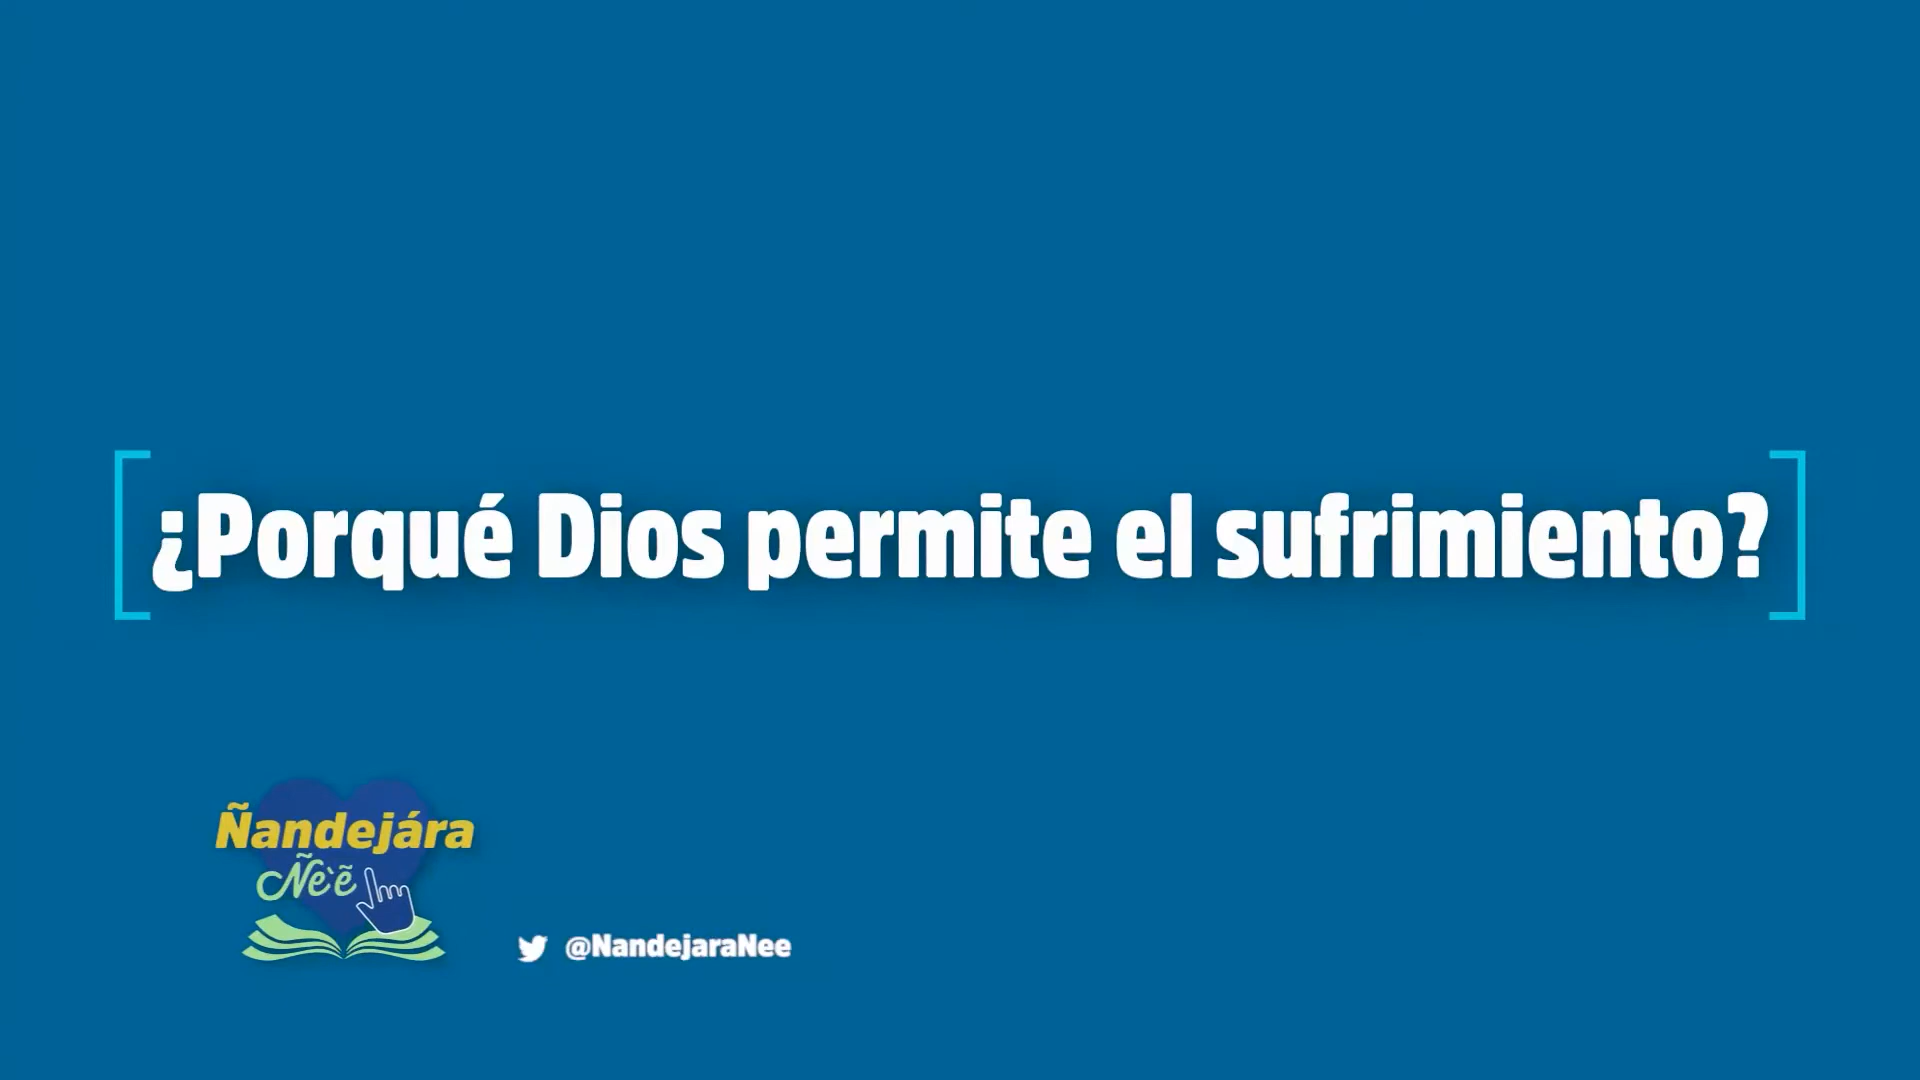 ¿Porqué Dios permite el sufrimiento?
Ñandejára
Ñe`ẽ
@NandejaraNee